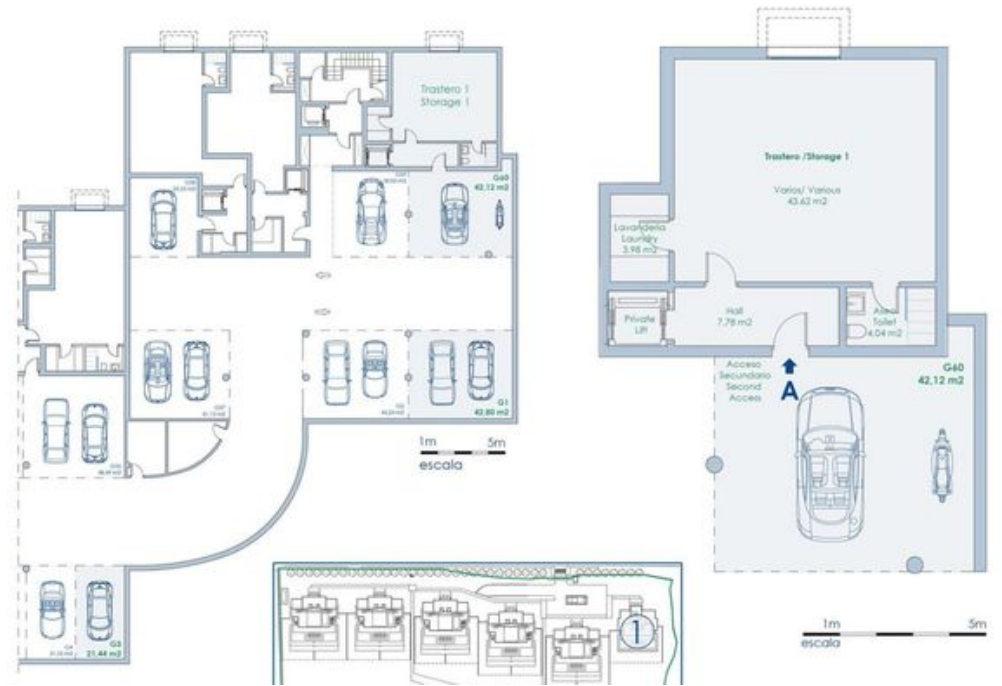 Trastero 1
Storage 1
G60
42,12 m2
G1
42,80 m2
1m 5m
escala
G3
21,44 m2
Trastero /Storage 1
Varios/ Various
43.62 m2
Lavandería
Laundry
3.98 m2
Private
Lift
Hall
7.78 m2
Aseo
Toilet
4.04 m2
Acceso
Secundario
Second
Access
A
G60
42,12 m2
1m 5m
escala
1